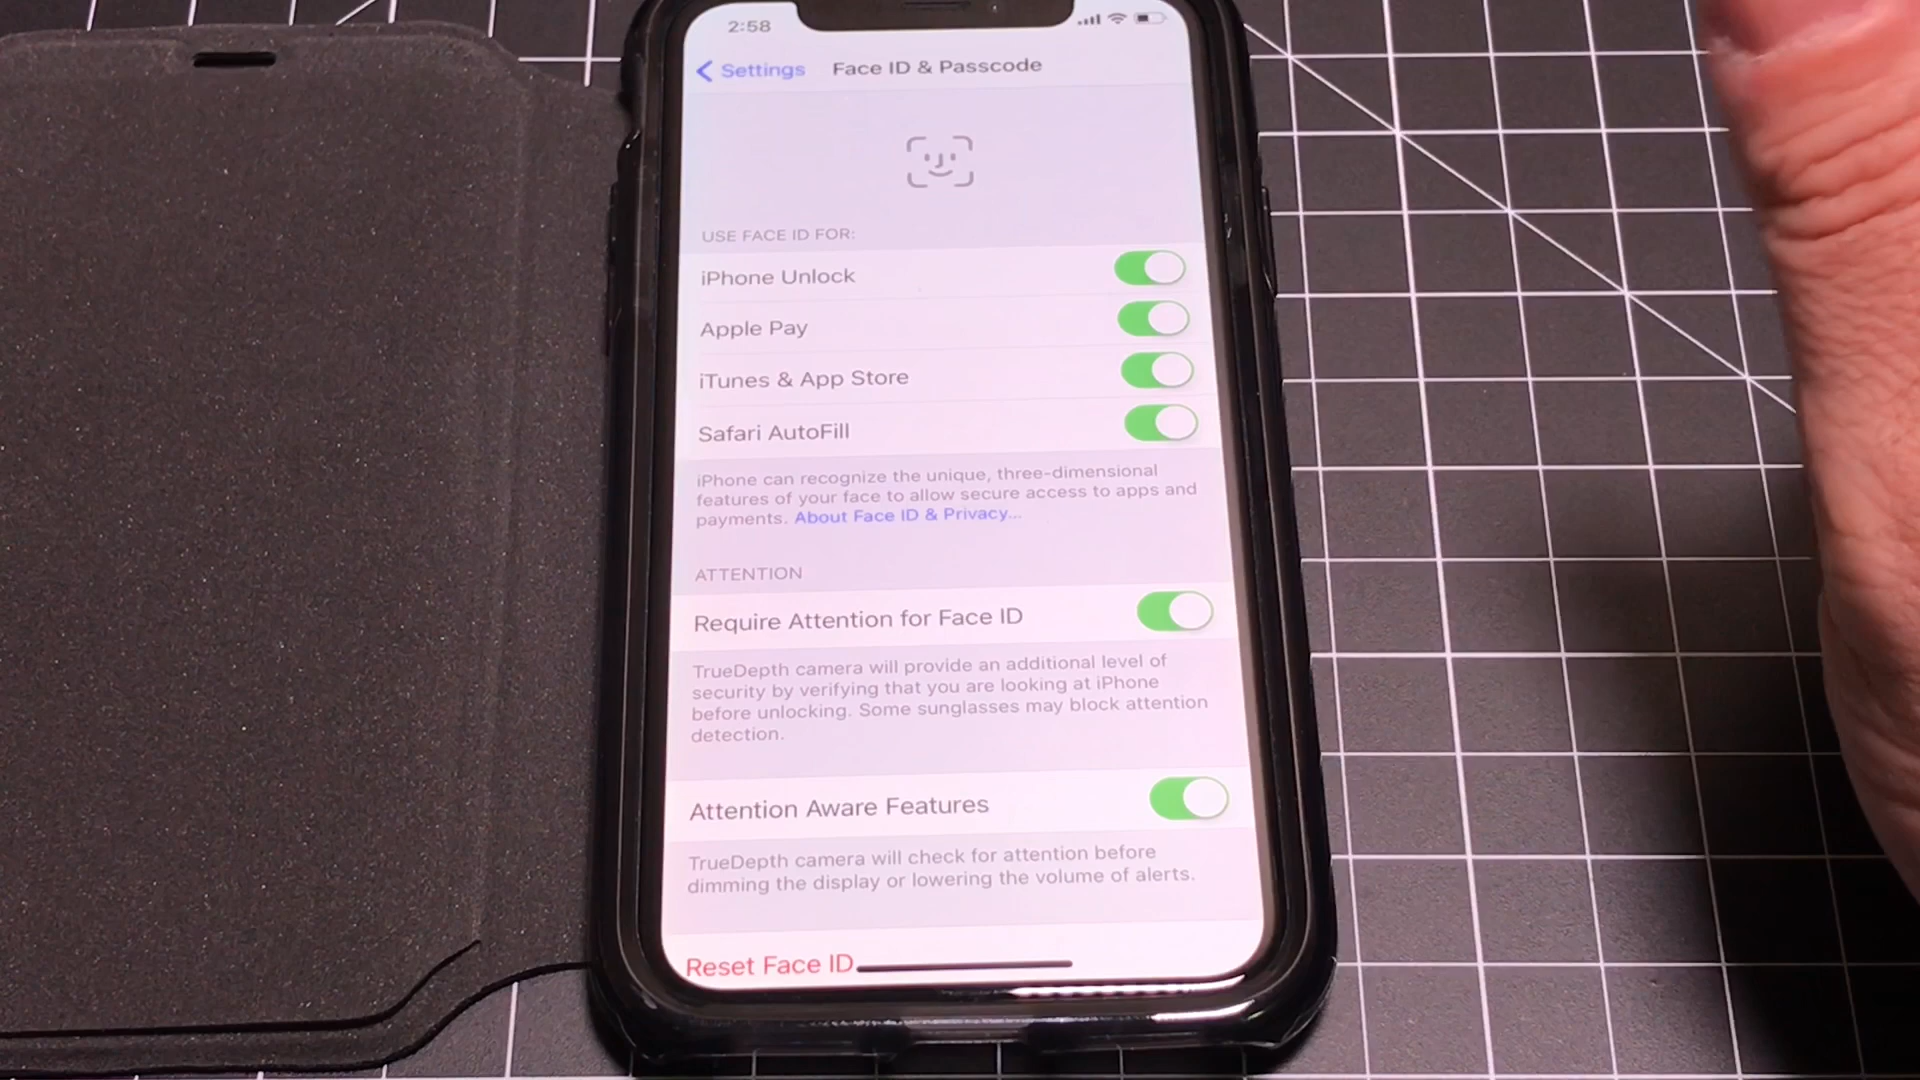 2:58
Settings
Face ID & Passcode
USE FACE ID FOR:
iPhone Unlock
Apple Pay
iTunes & App Store
Safari AutoFill
iPhone can recognize the unique, three-dimensional
features of your face to allow secure access to apps and
payments. About Face ID & Privacy...
ATTENTION
Require Attention for Face ID
TrueDepth camera will provide an additional level of
security by verifying that you are looking at iPhone
before unlocking. Some sunglasses may block attention
detection.
Attention Aware Features
TrueDepth camera will check for attention before
dimming the display or lowering the volume of alerts.
Reset Face ID